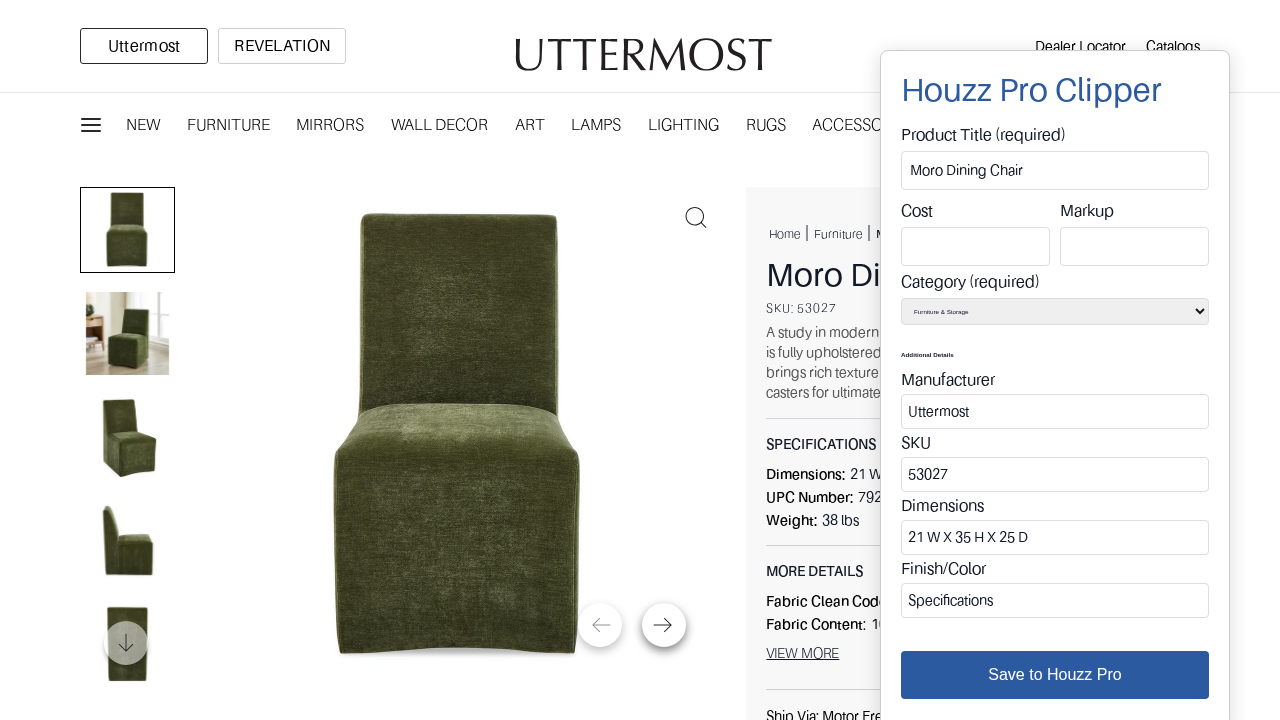 Uttermost
REVELATION
UTTERMOST
Dealer Locator
Catalogs
NEW
FURNITURE
MIRRORS
WALL DECOR
ART
LAMPS
LIGHTING
RUGS
ACCESSO
Home | Furniture |
Moro Di
SKU: 53027
A study in modern
is fully upholstered
brings rich texture
casters for ultimate
SPECIFICATIONS
Dimensions: 21 W
UPC Number: 792
Weight: 38 lbs
MORE DETAILS
Fabric Clean Code
Fabric Content: 10
VIEW MORE
Ship Via: Motor Fre
Houzz Pro Clipper
Product Title (required)
Moro Dining Chair
Cost
Markup
Category (required)
Furniture & Storage
Additional Details
Manufacturer
Uttermost
SKU
53027
Dimensions
21 W X 35 H X 25 D
Finish/Color
Specifications
Save to Houzz Pro